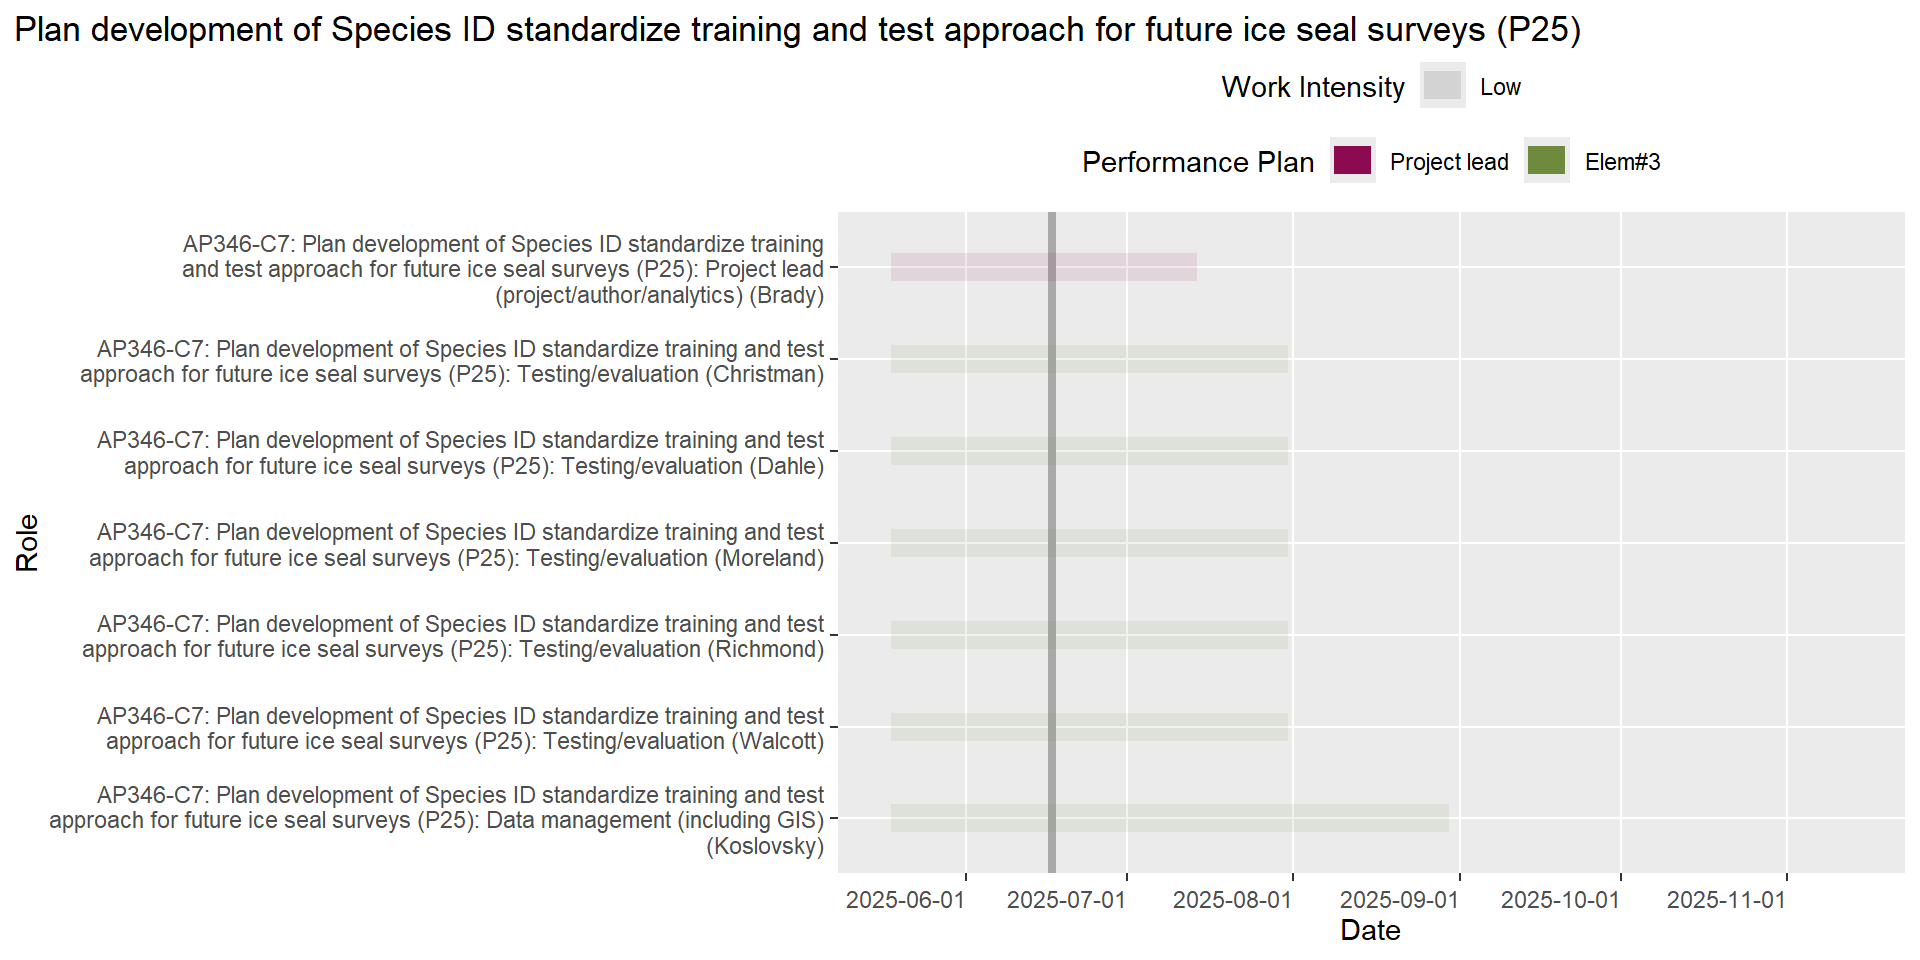 Plan development of Species ID standardize training and test approach for future ice seal surveys (P25)
Work Intensity Low
Performance Plan Project lead Elem#3
AP346-C7: Plan development of Species ID standardize training
and test approach for future ice seal surveys (P25): Project lead
(project/author/analytics) (Brady)
AP346-C7: Plan development of Species ID standardize training and test
approach for future ice seal surveys (P25): Testing/evaluation (Christman)
AP346-C7: Plan development of Species ID standardize training and test
approach for future ice seal surveys (P25): Testing/evaluation (Dahle)
AP346-C7: Plan development of Species ID standardize training and test
approach for future ice seal surveys (P25): Testing/evaluation (Moreland)
AP346-C7: Plan development of Species ID standardize training and test
approach for future ice seal surveys (P25): Testing/evaluation (Richmond)
AP346-C7: Plan development of Species ID standardize training and test
approach for future ice seal surveys (P25): Testing/evaluation (Walcott)
AP346-C7: Plan development of Species ID standardize training and test
approach for future ice seal surveys (P25): Data management (including GIS)
(Koslovsky)
Role
2025-06-01 2025-07-01 2025-08-01 2025-09-01 2025-10-01 2025-11-01
Date